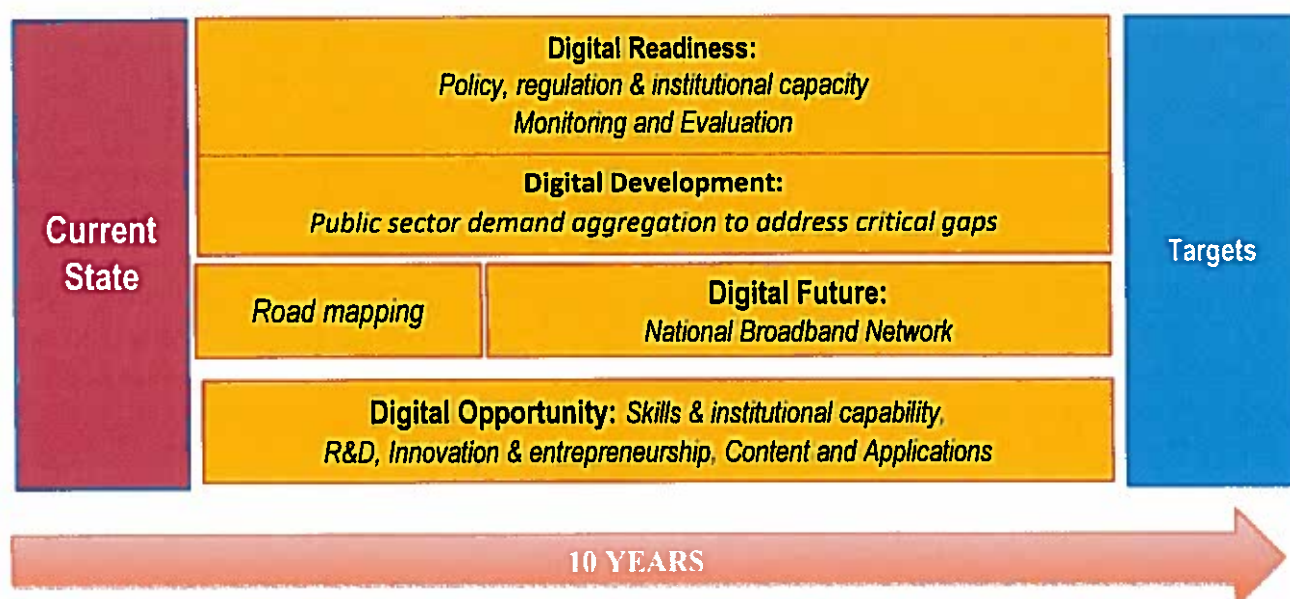 Current
State
Digital Readiness:
Policy, regulation & institutional capacity
Monitoring and Evaluation
Digital Development:
Public sector demand aggregation to address critical gaps
Road mapping
Digital Future:
National Broadband Network
Digital Opportunity: Skills & institutional capability,
R&D, Innovation & entrepreneurship, Content and Applications
Targets
10 YEARS